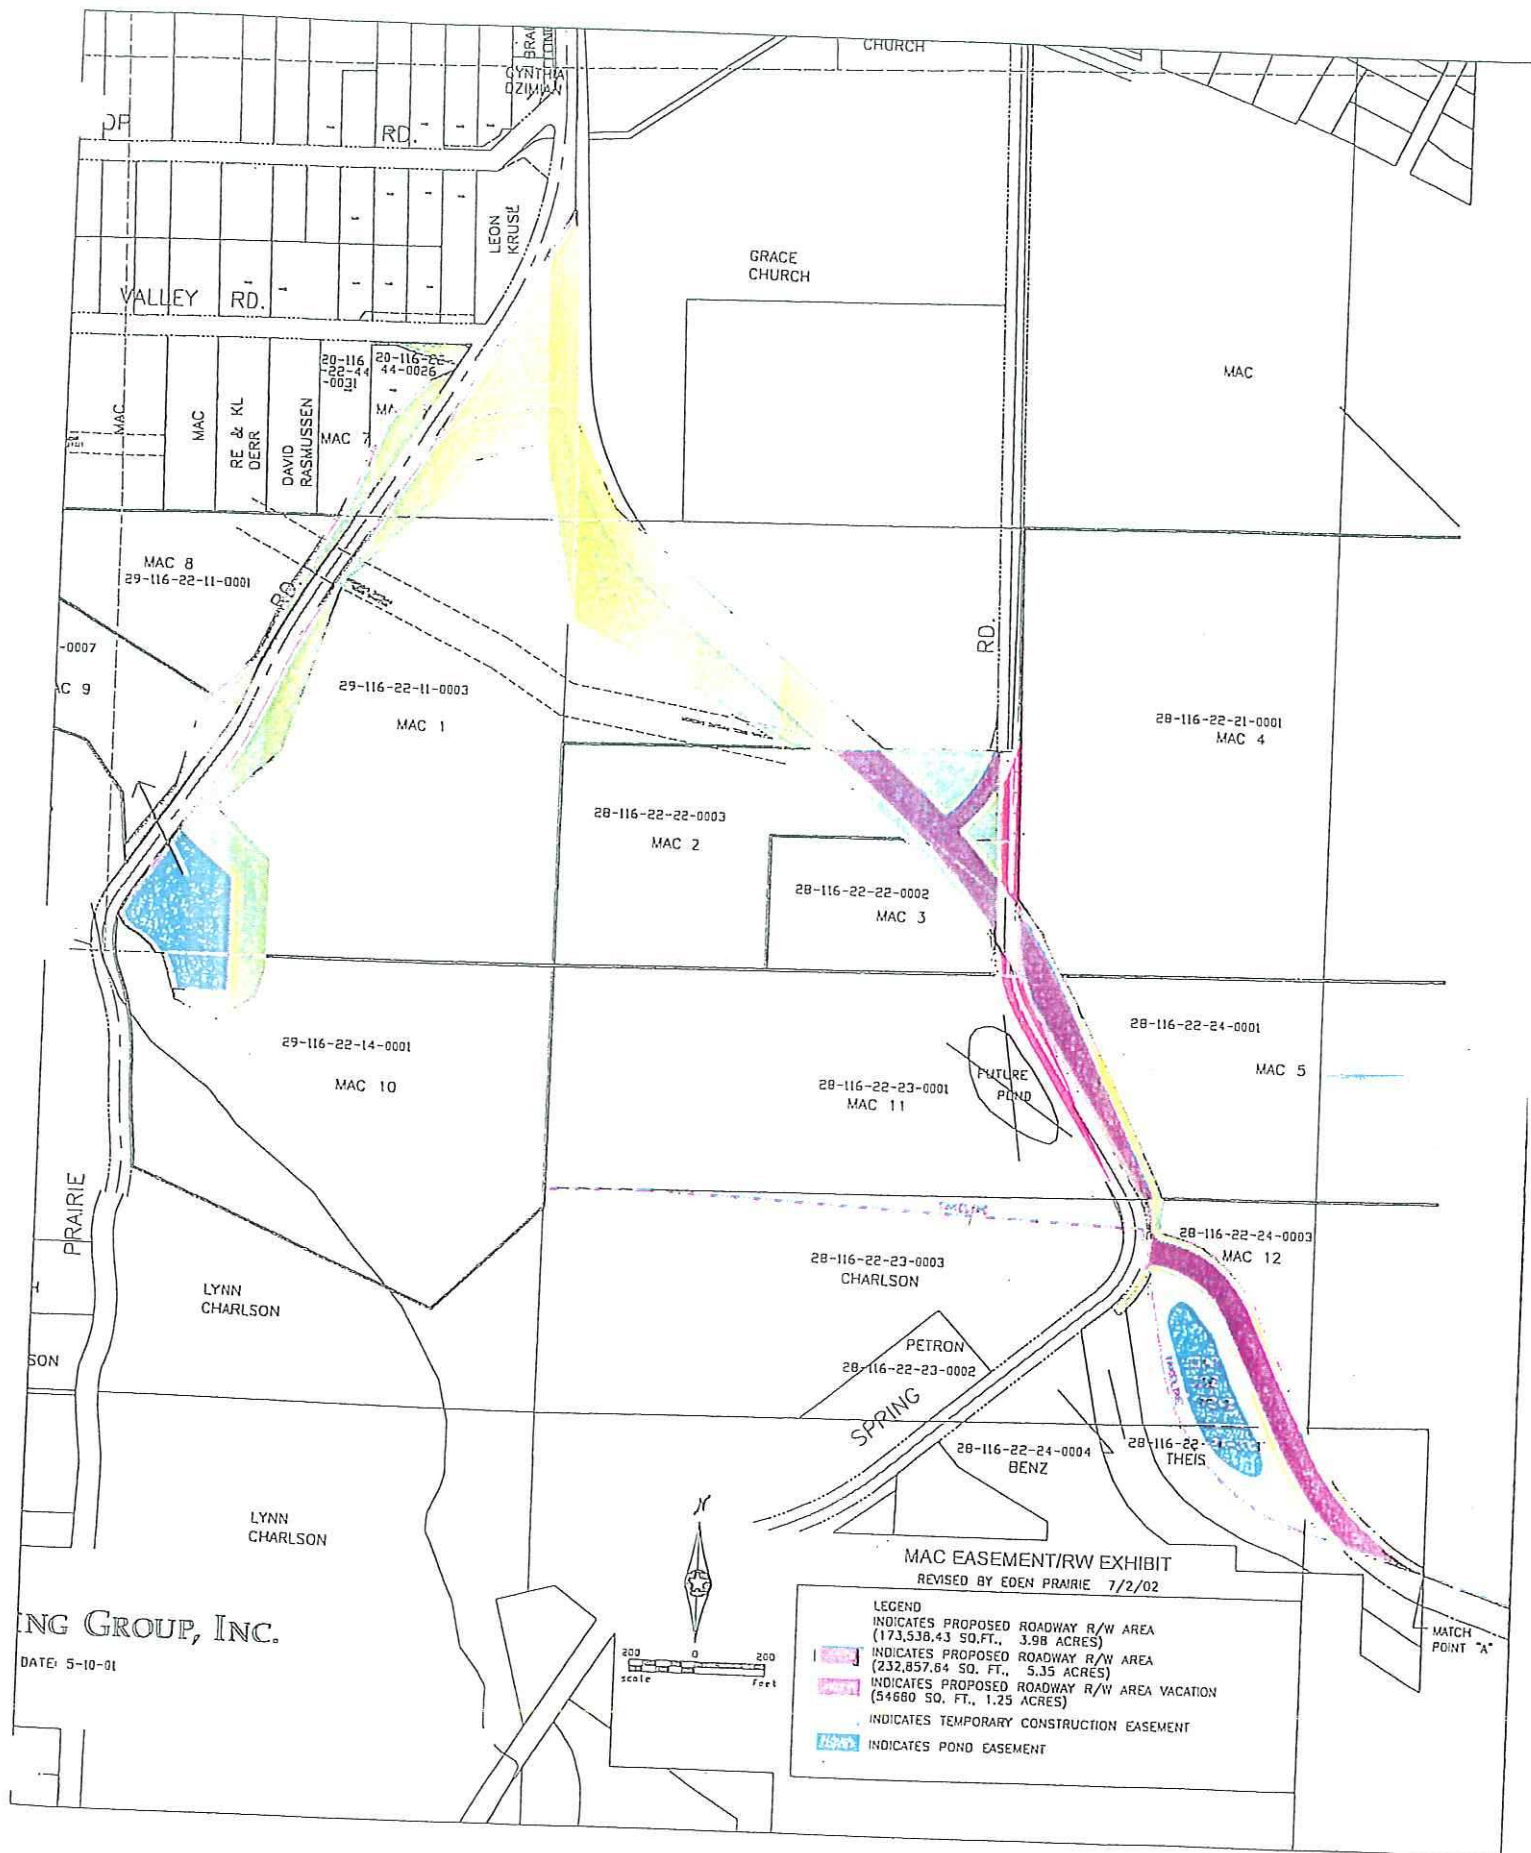 CHURCH
CYNTHIA
DZIMIAN
RD.
LEON
KRUSE
GRACE
CHURCH
VALLEY RD.
MAC
20-116
-22-44
-0031
44-0026
MAC
MAC
RE & KL
DERR
DAVID
RASMUSSEN
MAC 7
MAC 8
29-116-22-11-0001
RD.
RD.
-0007
AC 9
29-116-22-11-0003
MAC 1
28-116-22-21-0001
MAC 4
28-116-22-22-0003
MAC 2
28-116-22-22-0002
MAC 3
29-116-22-14-0001
MAC 10
28-116-22-24-0001
MAC 5
28-116-22-23-0001
MAC 11
FUTURE
POND
PRAIRIE
28-116-22-24-0003
MAC 12
28-116-22-23-0003
CHARLSON
LYNN
CHARLSON
SON
PETRON
28-116-22-23-0002
SPRING
28-116-22-24-0004
BENZ
28-116-22-
THEIS
LYNN
CHARLSON
N
MAC EASEMENT/RW EXHIBIT
REVISED BY EDEN PRAIRIE 7/2/02
LEGEND
INDICATES PROPOSED ROADWAY R/W AREA
(173,538.43 SQ.FT., 3.98 ACRES)
INDICATES PROPOSED ROADWAY R/W AREA
(232,857.64 SQ. FT., 5.35 ACRES)
INDICATES PROPOSED ROADWAY R/W AREA VACATION
(54660 SQ. FT., 1.25 ACRES)
INDICATES TEMPORARY CONSTRUCTION EASEMENT
INDICATES POND EASEMENT
MATCH
POINT "A"
ING GROUP, INC.
DATE: 5-10-01
200 0 200
scale Feet